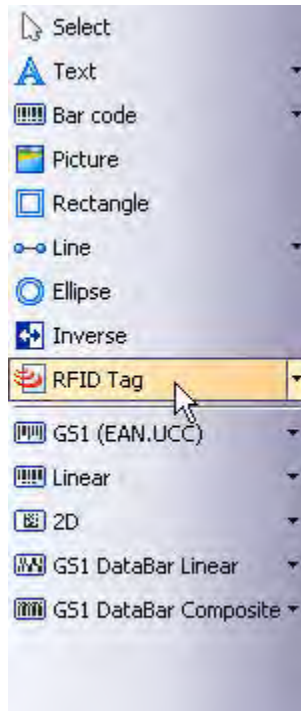 Select
Text
Bar code
Picture
Rectangle
Line
Ellipse
Inverse
RFID Tag
GS1 (EAN.UCC)
Linear
2D
GS1 DataBar Linear
GS1 DataBar Composite